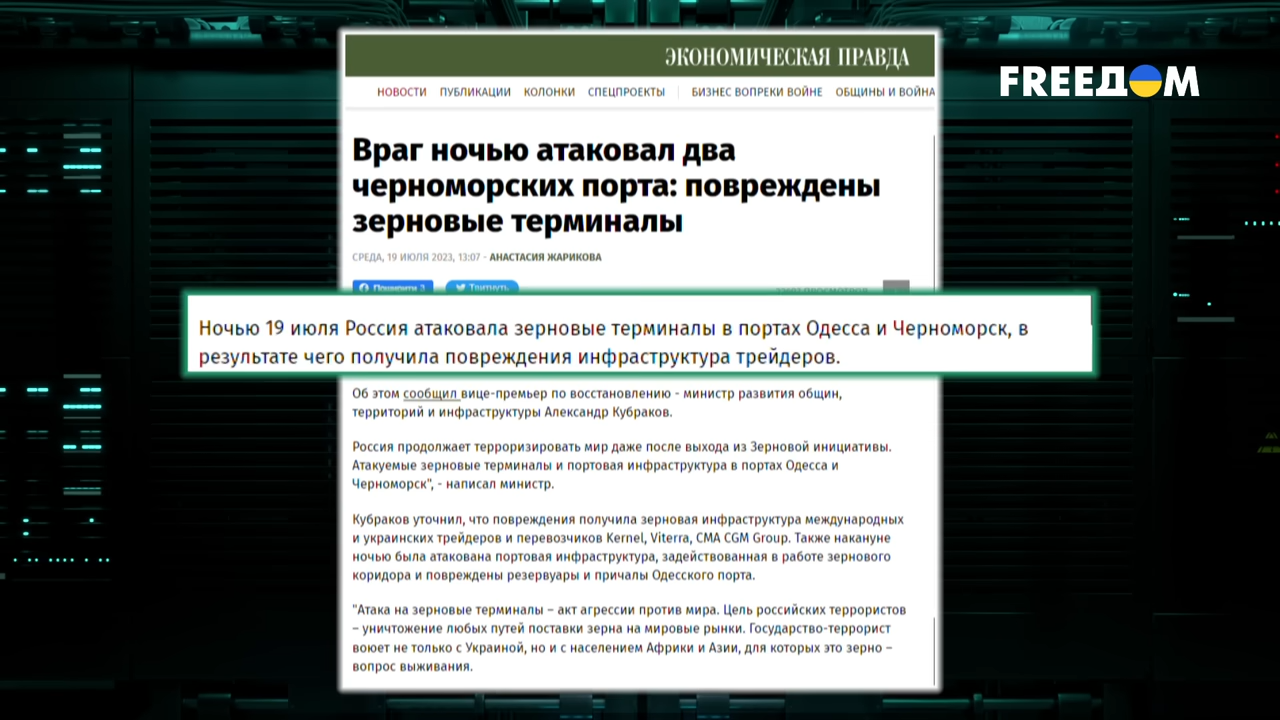 ЭКОНОМИЧЕСКАЯ ПРАВДА
FREEДОМ
НОВОСТИ ПУБЛИКАЦИИ КОЛОНКИ СПЕЦПРОЕКТЫ БИЗНЕС ВОПРЕКИ ВОЙНЕ ОБЩИНЫ И ВОЙНА
Враг ночью атаковал два
черноморских порта: повреждены
зерновые терминалы
СРЕДА, 19 ИЮЛЯ 2023, 13:07 - АНАСТАСИЯ ЖАРИКОВА
Поширити 3 Твитнуть
Ночью 19 июля Россия атаковала зерновые терминалы в портах Одесса и Черноморск, в
результате чего получила повреждения инфраструктура трейдеров.
Об этом сообщил вице-премьер по восстановлению - министр развития общин,
территорий и инфраструктуры Александр Кубраков.
Россия продолжает терроризировать мир даже после выхода из Зерновой инициативы.
Атакуемые зерновые терминалы и портовая инфраструктура в портах Одесса и
Черноморск", - написал министр.
Кубраков уточнил, что повреждения получила зерновая инфраструктура международных
и украинских трейдеров и перевозчиков Kernel, Viterra, CMA CGM Group. Также накануне
ночью была атакована портовая инфраструктура, задействованная в работе зернового
коридора и повреждены резервуары и причалы Одесского порта.
"Атака на зерновые терминалы – акт агрессии против мира. Цель российских террористов
– уничтожение любых путей поставки зерна на мировые рынки. Государство-террорист
воюет не только с Украиной, но и с населением Африки и Азии, для которых это зерно –
вопрос выживания.